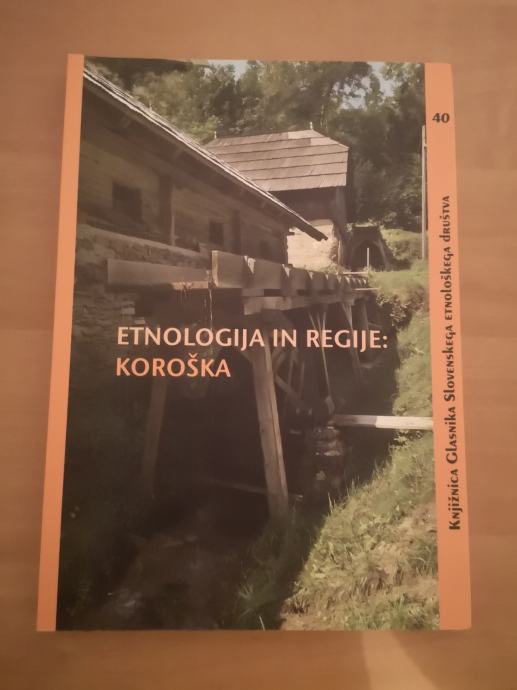 40
ETNOLOGIJA IN REGIJE:
KOROŠKA
Knjižnica Glasnika Slovenskega etnološkega društva